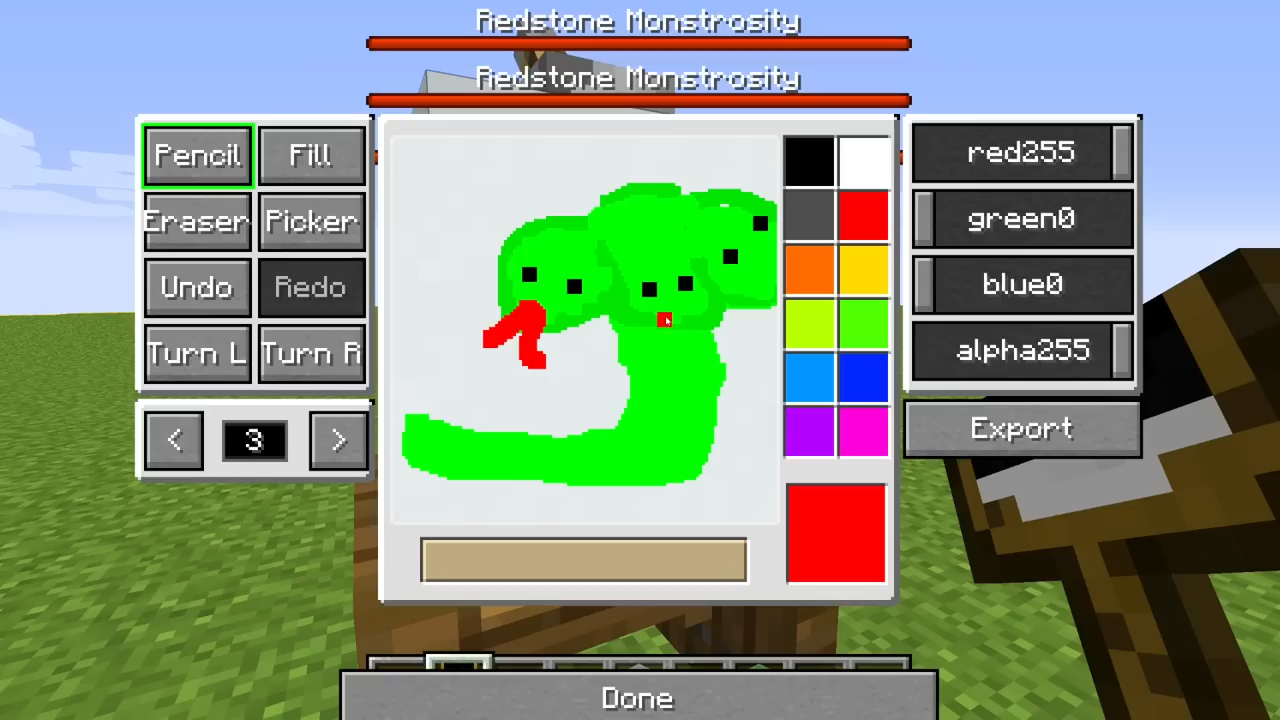 Redstone Monstrosity
Redstone Monstrosity
Pencil Fill
Eraser Picker
Undo Redo
Turn L Turn R
< 3 >
red255
green0
blue0
alpha255
Export
Done